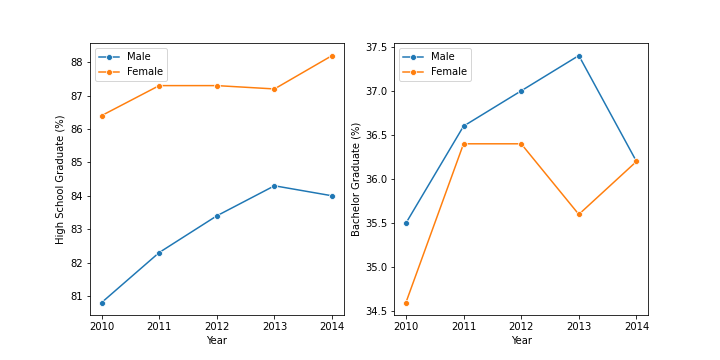 Male
Female
88
87
86
85
84
83
82
81
High School Graduate (%)
2010 2011 2012 2013 2014
Year
Male
Female
37.5
37.0
36.5
36.0
35.5
35.0
34.5
Bachelor Graduate (%)
2010 2011 2012 2013 2014
Year